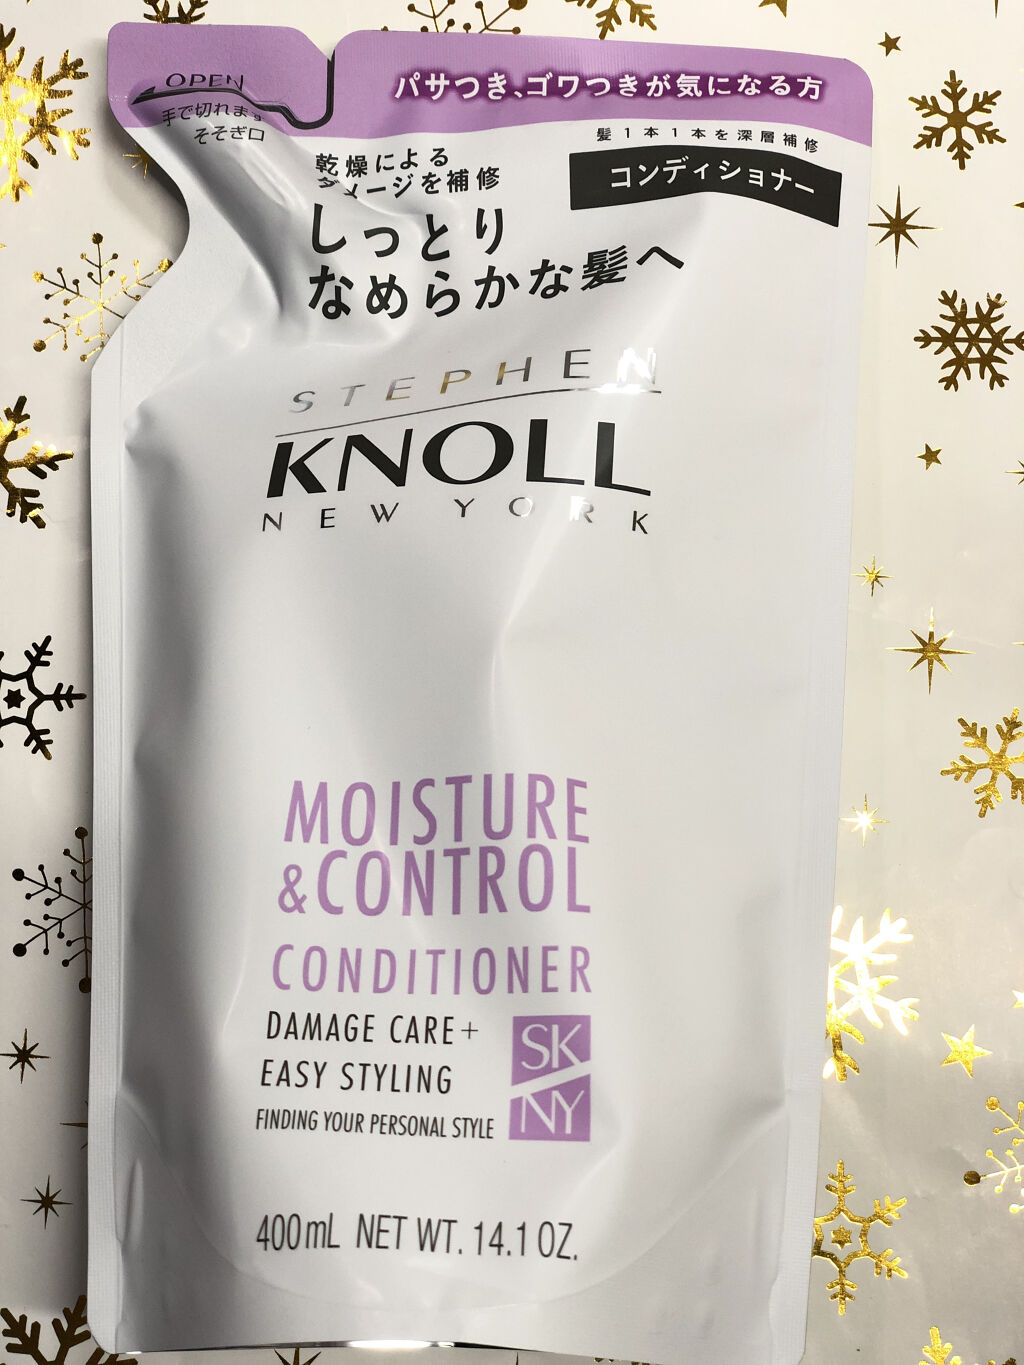 OPEN
手で切れます
そそぎ口
パサつき、ゴワつきが気になる方
髪1本1本を深層補修
コンディショナー
乾燥による
ダメージを補修
しっとり
なめらかな髪へ
STEPHEN
KNOLL
NEW YORK
MOISTURE
&CONTROL
CONDITIONER
DAMAGE CARE+
EASY STYLING
FINDING YOUR PERSONAL STYLE
SK
NY
400mL NET WT. 14.1 OZ.